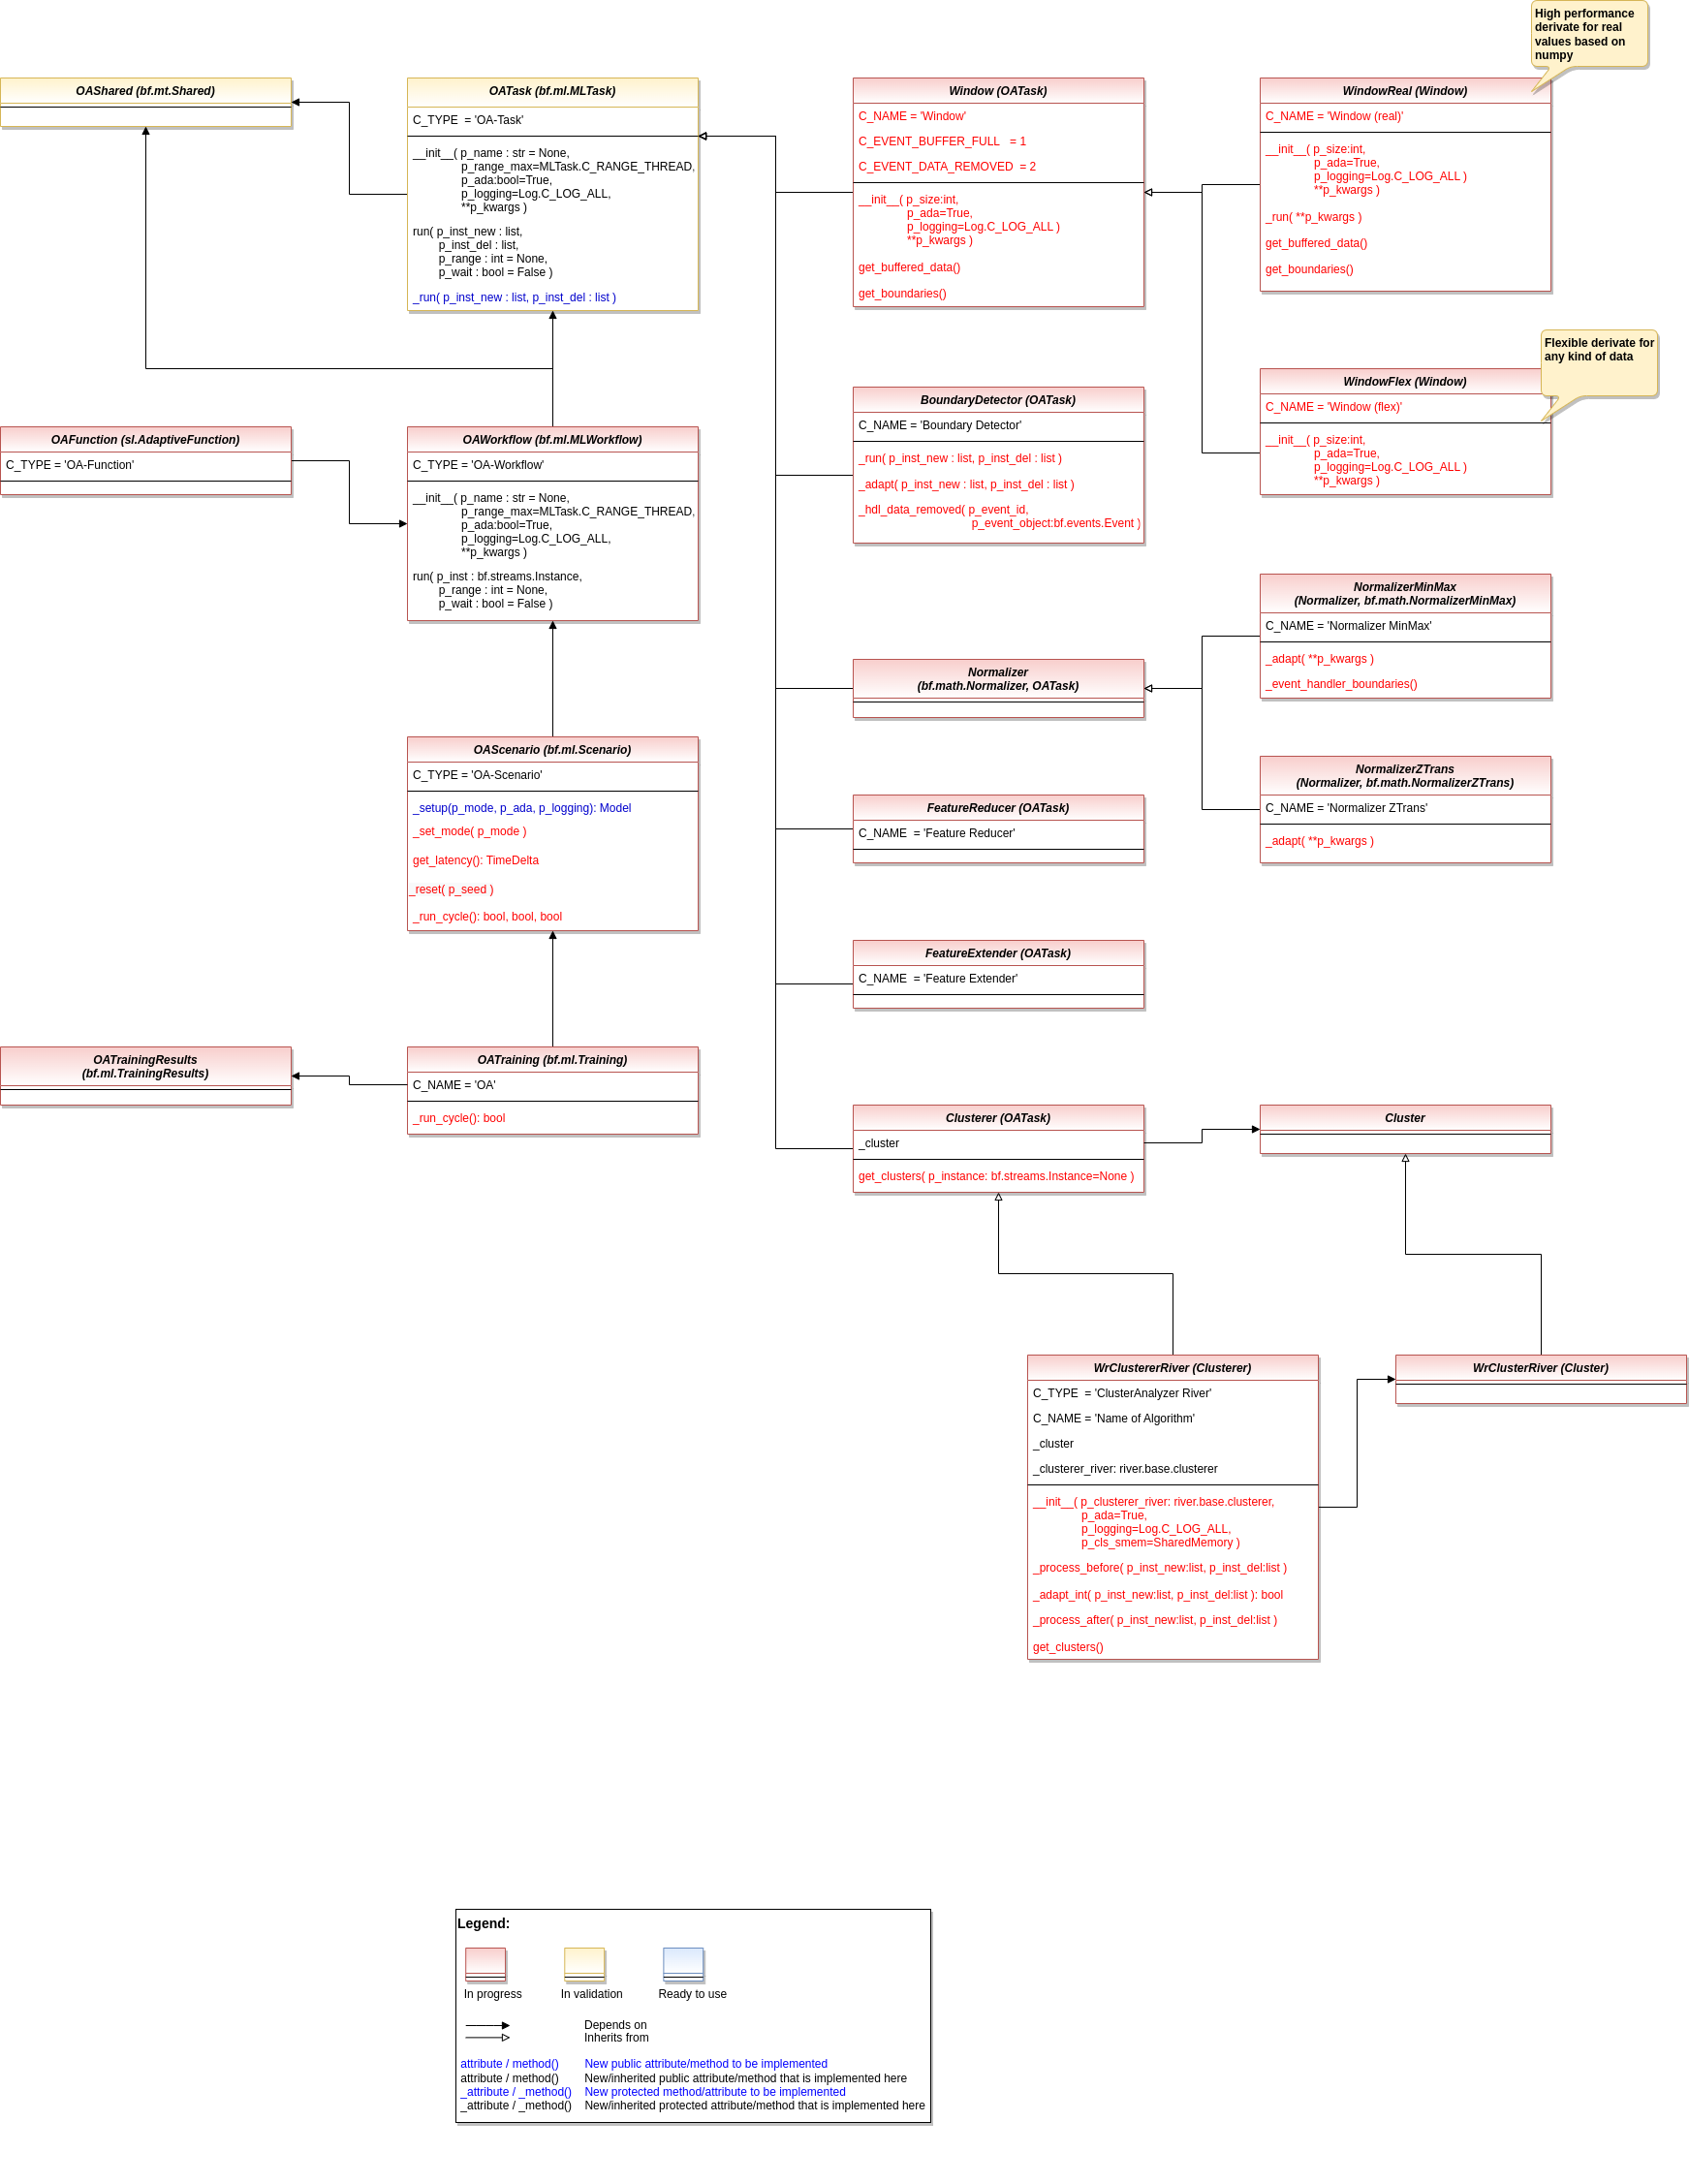 High performance
derivate for real
values based on
numpy
OAShared (bf.mt.Shared)
OATask (bf.ml.MLTask)
C_TYPE  = 'OA-Task'
__init__( p_name : str = None,
p_range_max=MLTask.C_RANGE_THREAD,
p_ada:bool=True,
p_logging=Log.C_LOG_ALL,
**p_kwargs )
run( p_inst_new : list,
p_inst_del : list,
p_range : int = None,
p_wait : bool = False )
_run( p_inst_new : list, p_inst_del : list )
Window (OATask)
C_NAME = 'Window'
C_EVENT_BUFFER_FULL   = 1
C_EVENT_DATA_REMOVED  = 2
__init__( p_size:int,
p_ada=True,
p_logging=Log.C_LOG_ALL )
**p_kwargs )
get_buffered_data()
get_boundaries()
WindowReal (Window)
C_NAME = 'Window (real)'
__init__( p_size:int,
p_ada=True,
p_logging=Log.C_LOG_ALL )
**p_kwargs )
_run( **p_kwargs )
get_buffered_data()
get_boundaries()
Flexible derivate for
any kind of data
WindowFlex (Window)
C_NAME = 'Window (flex)'
__init__( p_size:int,
p_ada=True,
p_logging=Log.C_LOG_ALL )
**p_kwargs )
BoundaryDetector (OATask)
C_NAME = 'Boundary Detector'
_run( p_inst_new : list, p_inst_del : list )
_adapt( p_inst_new : list, p_inst_del : list )
_hdl_data_removed( p_event_id,
p_event_object:bf.events.Event )
OAFunction (sl.AdaptiveFunction)
C_TYPE = 'OA-Function'
OAWorkflow (bf.ml.MLWorkflow)
C_TYPE = 'OA-Workflow'
__init__( p_name : str = None,
p_range_max=MLTask.C_RANGE_THREAD,
p_ada:bool=True,
p_logging=Log.C_LOG_ALL,
**p_kwargs )
run( p_inst : bf.streams.Instance,
p_range : int = None,
p_wait : bool = False )
NormalizerMinMax
(Normalizer, bf.math.NormalizerMinMax)
C_NAME = 'Normalizer MinMax'
_adapt( **p_kwargs )
_event_handler_boundaries()
Normalizer
(bf.math.Normalizer, OATask)
NormalizerZTrans
(Normalizer, bf.math.NormalizerZTrans)
C_NAME = 'Normalizer ZTrans'
_adapt( **p_kwargs )
OAScenario (bf.ml.Scenario)
C_TYPE = 'OA-Scenario'
_setup(p_mode, p_ada, p_logging): Model
_set_mode( p_mode )
get_latency(): TimeDelta
_reset( p_seed )
_run_cycle(): bool, bool, bool
FeatureReducer (OATask)
C_NAME  = 'Feature Reducer'
FeatureExtender (OATask)
C_NAME  = 'Feature Extender'
OATrainingResults
(bf.ml.TrainingResults)
OATraining (bf.ml.Training)
C_NAME = 'OA'
_run_cycle(): bool
Clusterer (OATask)
_cluster
get_clusters( p_instance: bf.streams.Instance=None )
Cluster
WrClustererRiver (Clusterer)
C_TYPE  = 'ClusterAnalyzer River'
C_NAME = 'Name of Algorithm'
_cluster
_clusterer_river: river.base.clusterer
__init__( p_clusterer_river: river.base.clusterer,
p_ada=True,
p_logging=Log.C_LOG_ALL,
p_cls_smem=SharedMemory )
_process_before( p_inst_new:list, p_inst_del:list )
_adapt_int( p_inst_new:list, p_inst_del:list ): bool
_process_after( p_inst_new:list, p_inst_del:list )
get_clusters()
WrClusterRiver (Cluster)
Legend:
In progress
In validation
Ready to use
Depends on
Inherits from
attribute / method() New public attribute/method to be implemented
attribute / method() New/inherited public attribute/method that is implemented here
_attribute / _method() New protected method/attribute to be implemented
_attribute / _method() New/inherited protected attribute/method that is implemented here